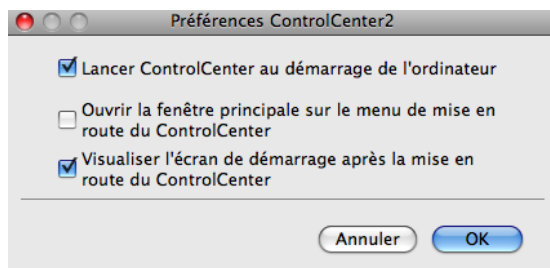 Préférences ControlCenter2
Lancer ControlCenter au démarrage de l'ordinateur
Ouvrir la fenêtre principale sur le menu de mise en
route du ControlCenter
Visualiser l'écran de démarrage après la mise en
route du ControlCenter
Annuler
OK